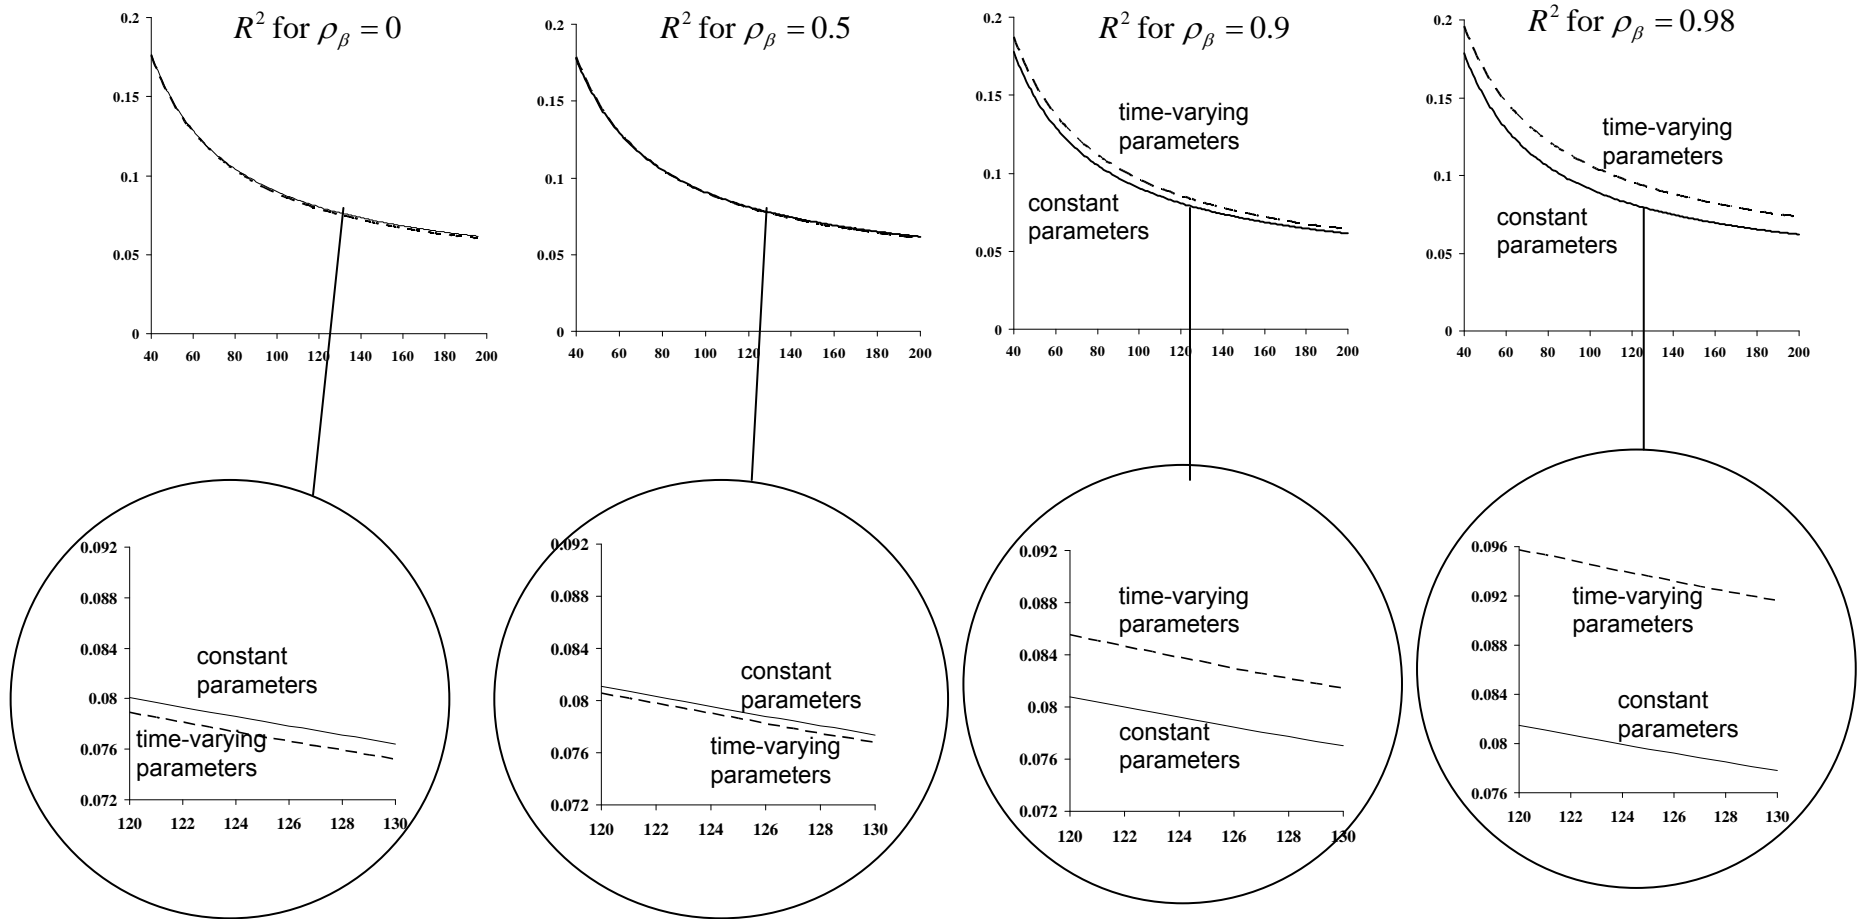 R² for ρβ = 0
0.2
0.15
0.1
0.05
0
40 60 80 100 120 140 160 180 200
R² for ρβ = 0.5
0.2
0.15
0.1
0.05
0
40 60 80 100 120 140 160 180 200
R² for ρβ = 0.9
0.2
0.15
0.1
0.05
0
time-varying
parameters
constant
parameters
40 60 80 100 120 140 160 180 200
R² for ρβ = 0.98
0.2
0.15
0.1
0.05
0
time-varying
parameters
constant
parameters
40 60 80 100 120 140 160 180 200
0.092
0.088
0.084
0.08
0.076
0.072
constant
parameters
time-varying
parameters
120 122 124 126 128 130
0.092
0.088
0.084
0.08
0.076
0.072
constant
parameters
time-varying
parameters
120 122 124 126 128 130
0.092
0.088
0.084
0.08
0.076
0.072
time-varying
parameters
constant
parameters
120 122 124 126 128 130
0.096
0.092
0.088
0.084
0.08
0.076
time-varying
parameters
constant
parameters
120 122 124 126 128 130